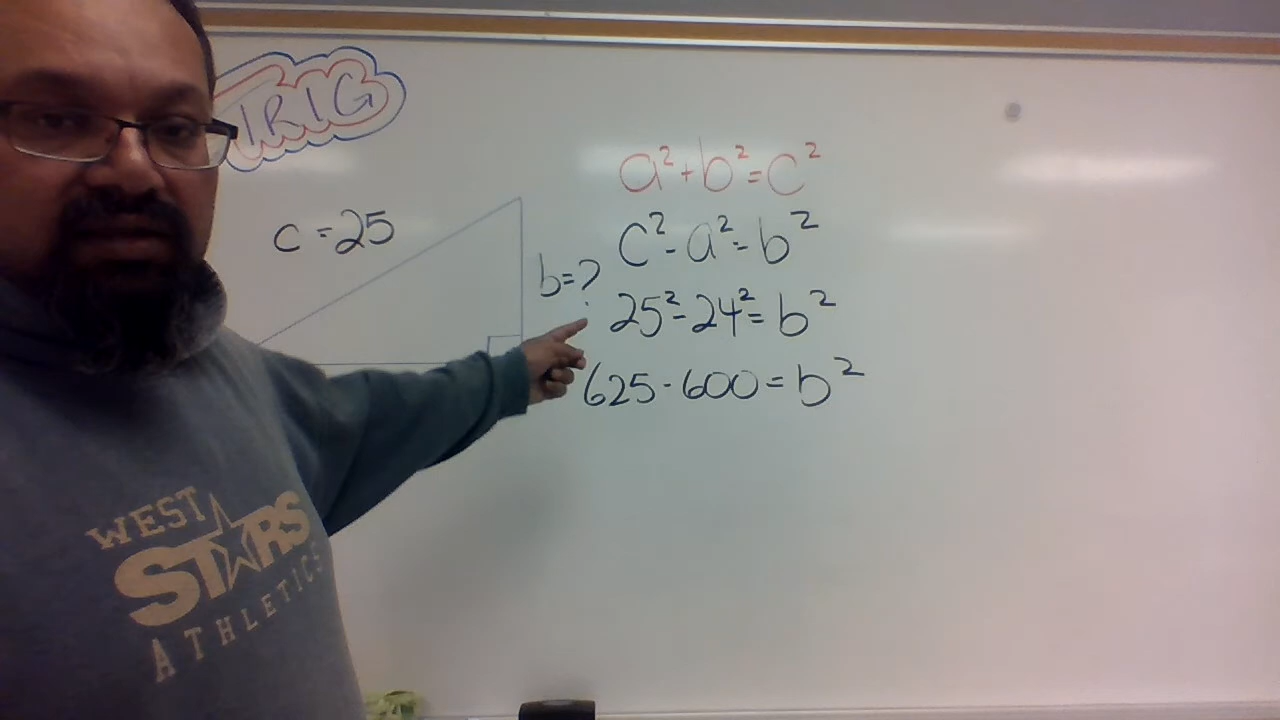 TRIG
c = 25
b=?
a²+b²=c²
c²-a²=b²
25²-24²=b²
625-600=b²
WEST
STARS
ATHLETICS